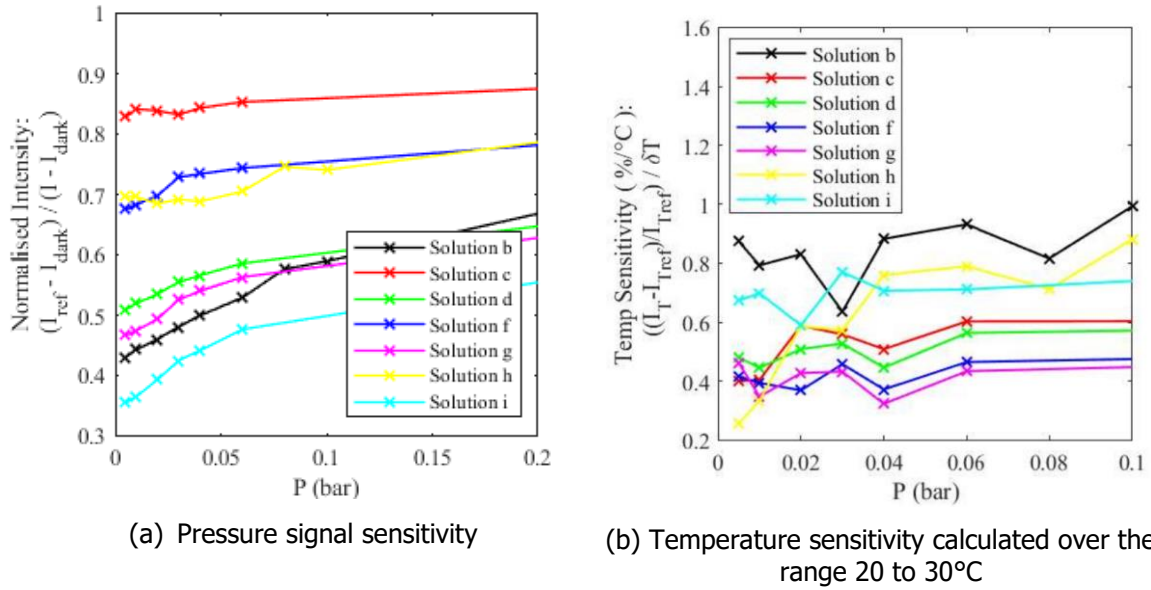 Normalised Intensity:
(I_ref - I_dark) / (I - I_dark)
1
0.9
0.8
0.7
0.6
0.5
0.4
0.3
0
0.05
0.1
0.15
0.2
P (bar)
Solution b
Solution c
Solution d
Solution f
Solution g
Solution h
Solution i
(a) Pressure signal sensitivity
Temp Sensitivity ( %/°C ):
((I_T-I_Tref)/I_Tref) / δT
1.6
1.4
1.2
1
0.8
0.6
0.4
0.2
0
0.02
0.04
0.06
0.08
0.1
P (bar)
Solution b
Solution c
Solution d
Solution f
Solution g
Solution h
Solution i
(b) Temperature sensitivity calculated over the
range 20 to 30°C